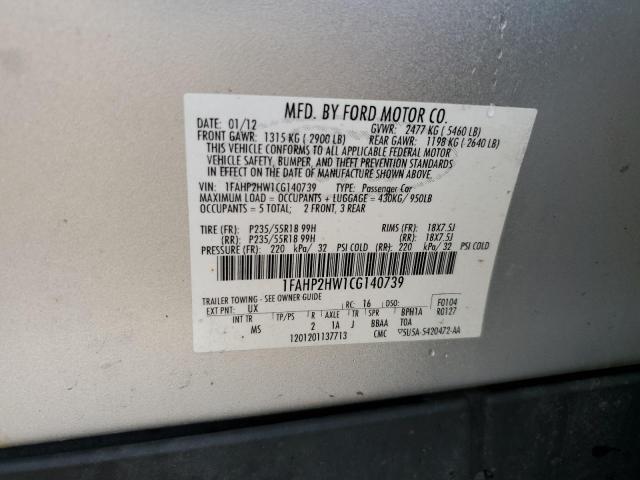 MFD. BY FORD MOTOR CO.
DATE: 01/12 GVWR: 2477 KG ( 5460 LB)
FRONT GAWR: 1315 KG ( 2900 LB) REAR GAWR: 1198 KG ( 2640 LB)
THIS VEHICLE CONFORMS TO ALL APPLICABLE FEDERAL MOTOR
VEHICLE SAFETY, BUMPER, AND THEFT PREVENTION STANDARDS
IN EFFECT ON THE DATE OF MANUFACTURE SHOWN ABOVE.
VIN: 1FAHP2HW1CG140739 TYPE: Passenger Car
MAXIMUM LOAD = OCCUPANTS + LUGGAGE = 430KG/ 950LB
OCCUPANTS = 5 TOTAL; 2 FRONT, 3 REAR
TIRE (FR): P235/55R18 99H RIMS (FR): 18X7.5J
(RR): P235/55R18 99H (RR): 18X7.5J
PRESSURE (FR): 220 kPa/ 32 PSI COLD (RR): 220 kPa/ 32 PSI COLD
1FAHP2HW1CG140739
TRAILER TOWING - SEE OWNER GUIDE
EXT PNT: UX RC: 16 DSO: F0104
INT TR TP/PS R AXLE TR SPR BPH1A R0127
MS 2 1A J BBAA TOA
1201201137713 CMC 5U5A-5420472-AA